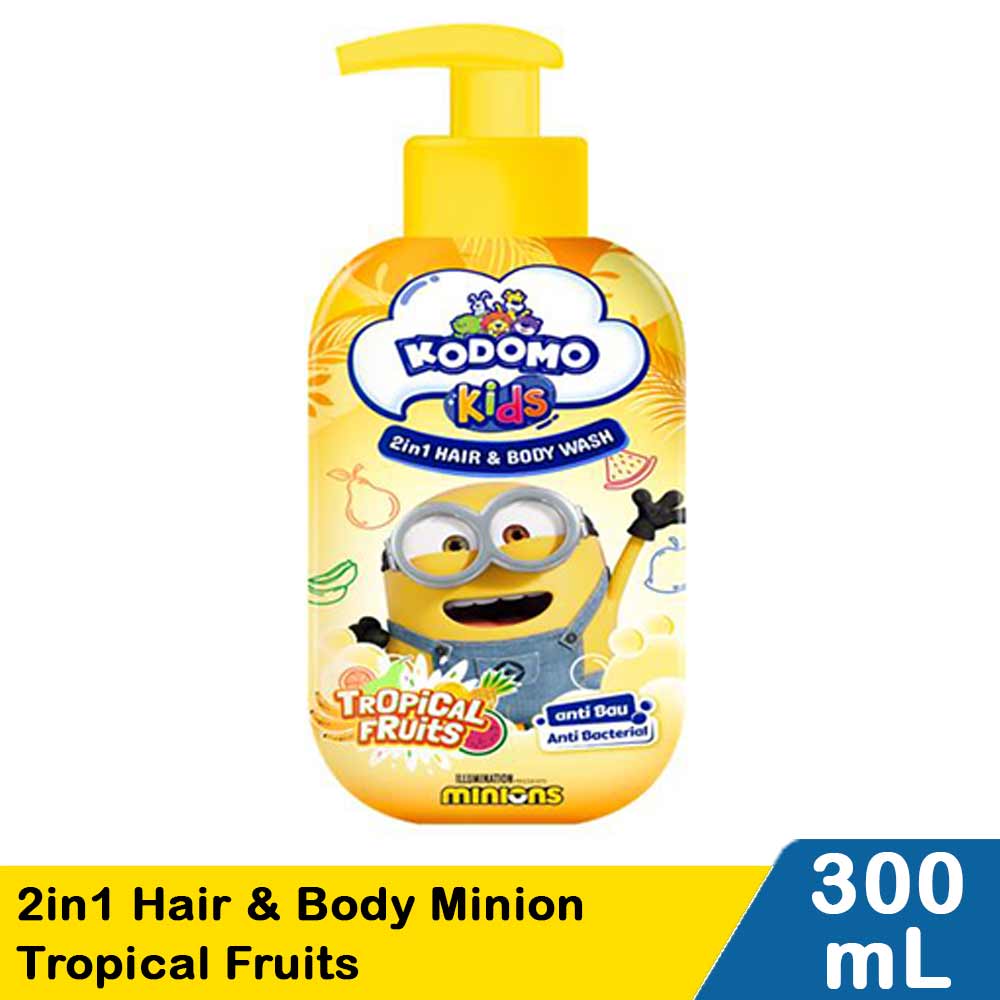 KODOMO
Kids
2in1 HAIR & BODY WASH
TROPICAL
FRUITS
anti Bau
Anti Bacterial
ILLUMINATION
minions
2in1 Hair & Body Minion
Tropical Fruits
300
mL